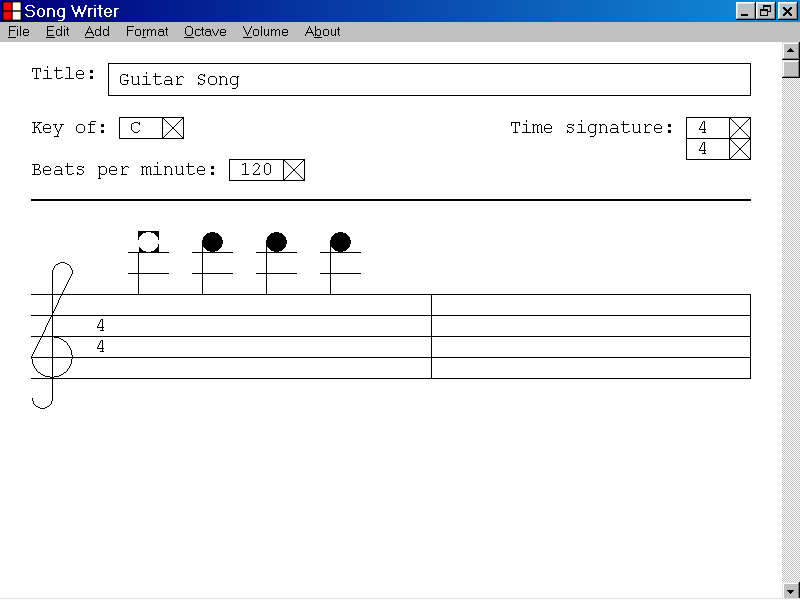 Song Writer
File Edit Add Format Octave Volume About
Title: Guitar Song
Key of: C Time signature: 4
4
Beats per minute: 120
4
4